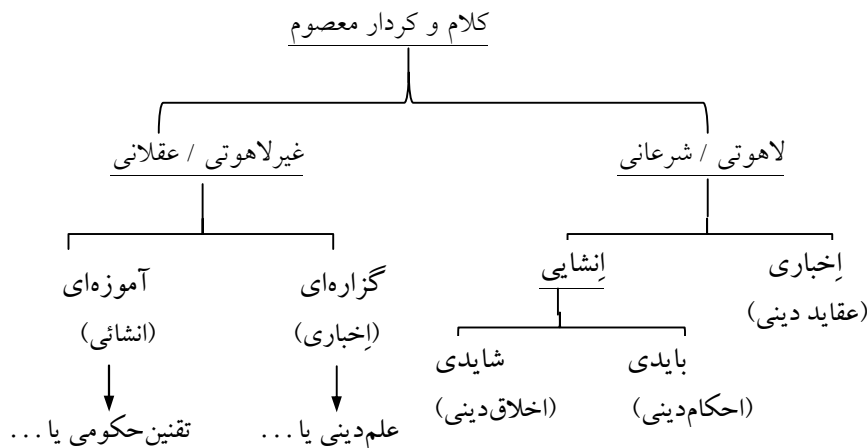 کلام و کردار معصوم
لاهوتی / شرعانی
غیرلاهوتی / عقلانی
اِخباری
(عقاید دینی)
اِنشایی
بایدی
(احکام‌دینی)
شایدی
(اخلاق‌دینی)
گزاره‌ای
(اِخباری)
علم‌دینی یا ...
آموزه‌ای
(انشائی)
تقنین‌حکومی یا ...